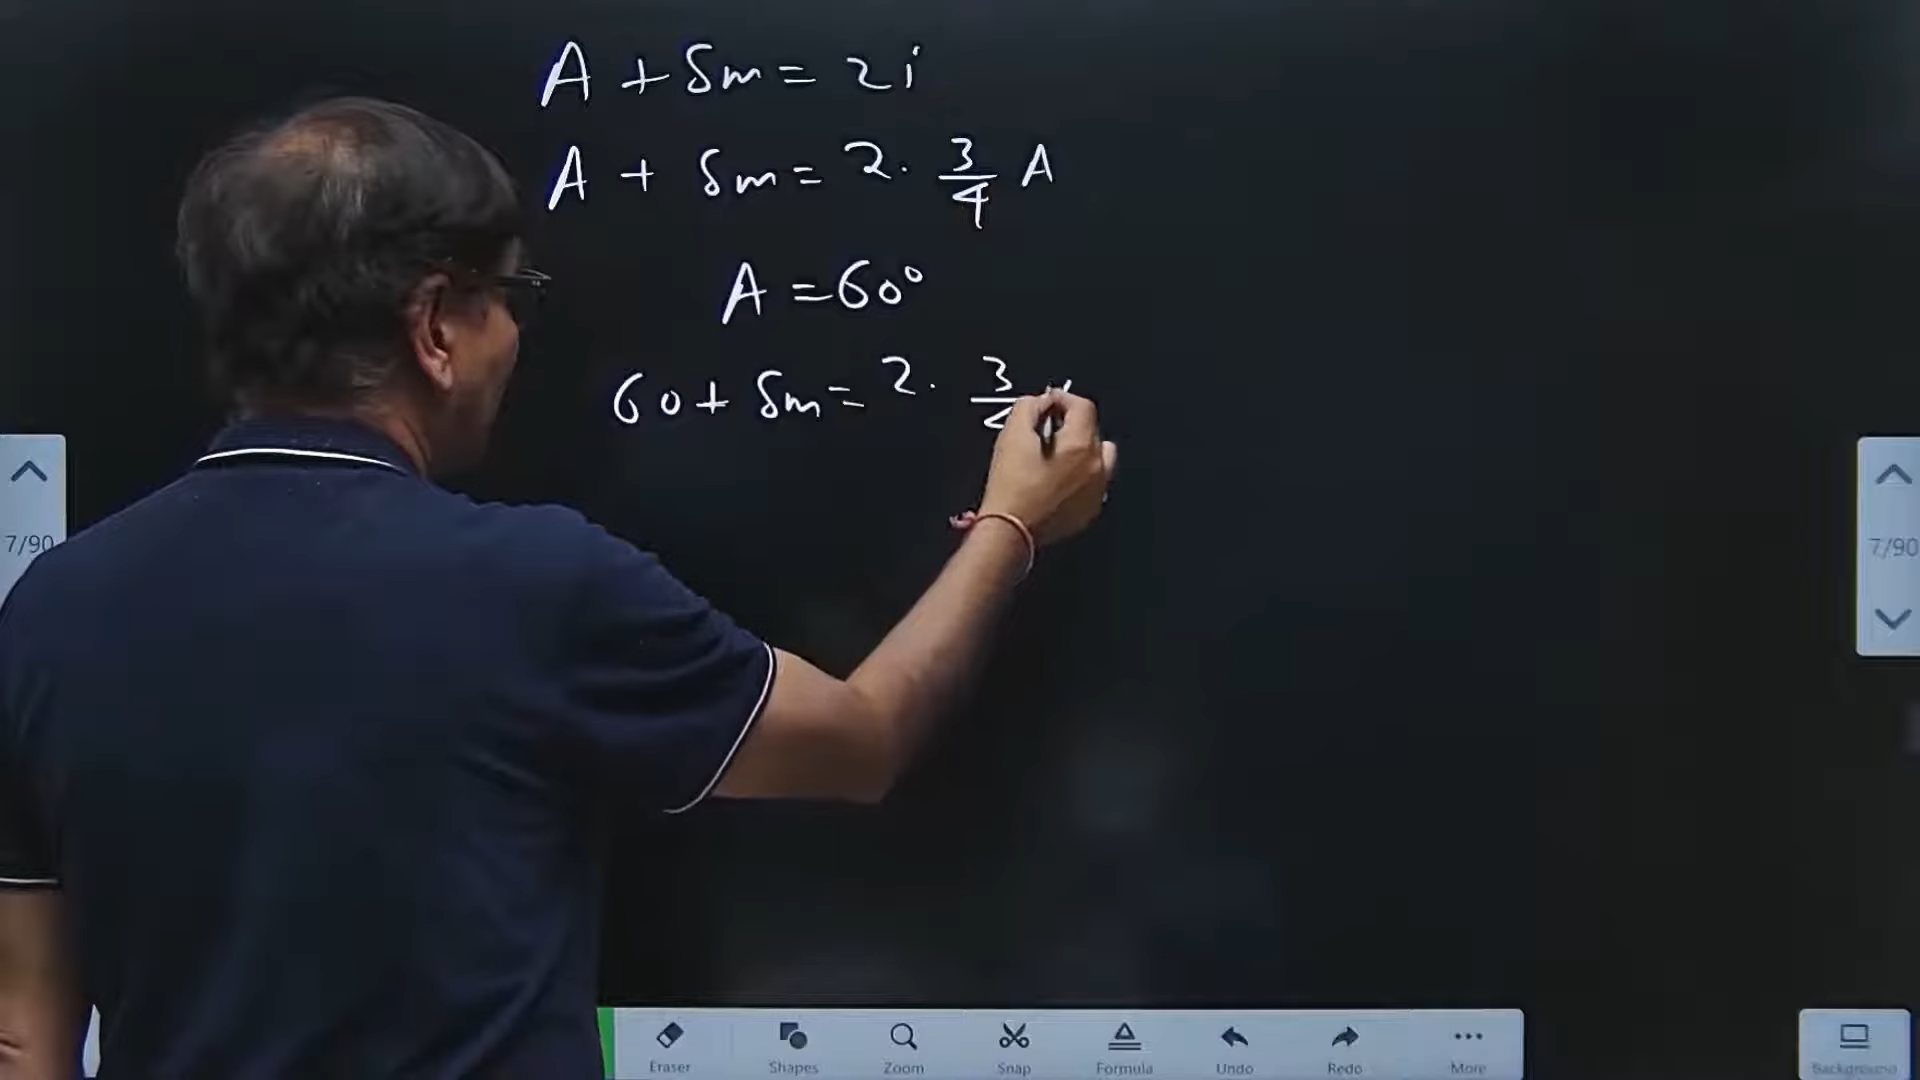 A + δm = 2i
A + δm = 2 · 3/4 A
A = 60°
60 + δm = 2 · 3/
7/90
7/90
Eraser
Shapes
Zoom
Snap
Formula
Undo
Redo
More
Background